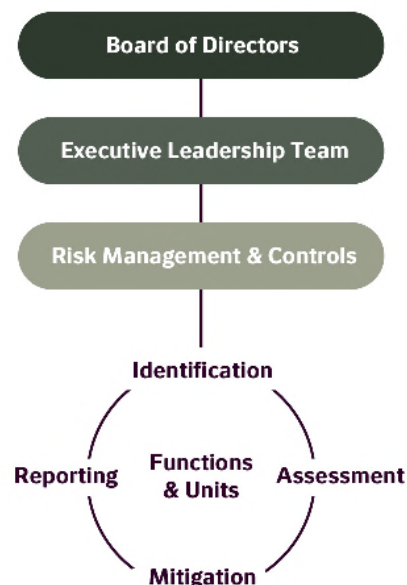 Board of Directors
Executive Leadership Team
Risk Management & Controls
Identification
Reporting
Functions
& Units
Assessment
Mitigation